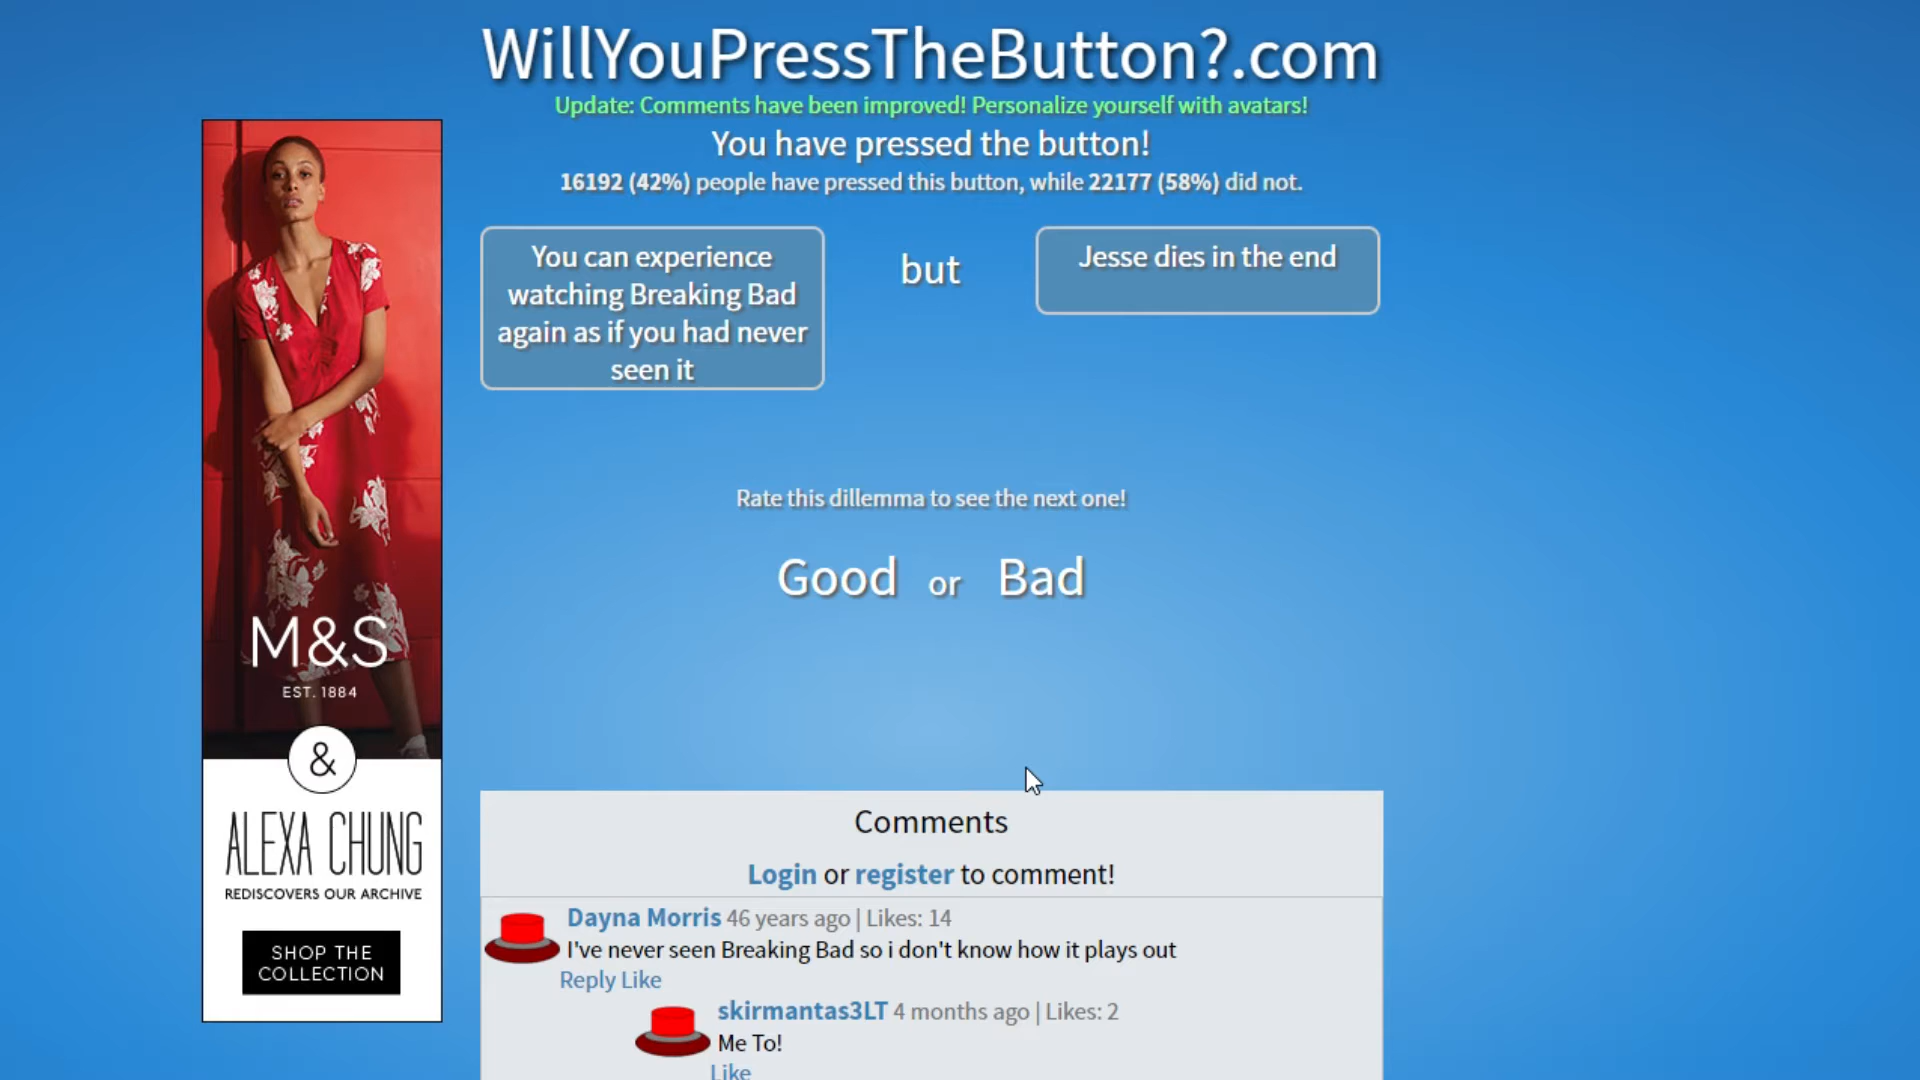 WillYouPressTheButton?.com
Update: Comments have been improved! Personalize yourself with avatars!
You have pressed the button!
16192 (42%) people have pressed this button, while 22177 (58%) did not.
You can experience
watching Breaking Bad
again as if you had never
seen it
but
Jesse dies in the end
Rate this dillemma to see the next one!
Good or Bad
M&S
EST. 1884
&
ALEXA CHUNG
REDISCOVERS OUR ARCHIVE
SHOP THE
COLLECTION
Comments
Login or register to comment!
Dayna Morris 46 years ago | Likes: 14
I've never seen Breaking Bad so i don't know how it plays out
Reply Like
skirmantas3LT 4 months ago | Likes: 2
Me To!
Like